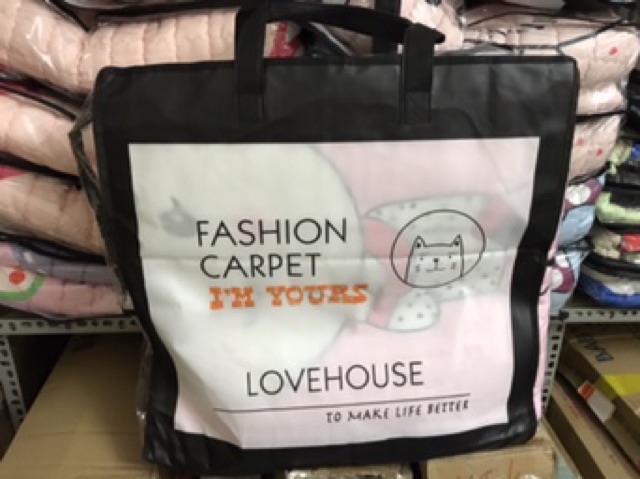 FASHION
CARPET
I'M YOURS
LOVEHOUSE
TO MAKE LIFE BETTER